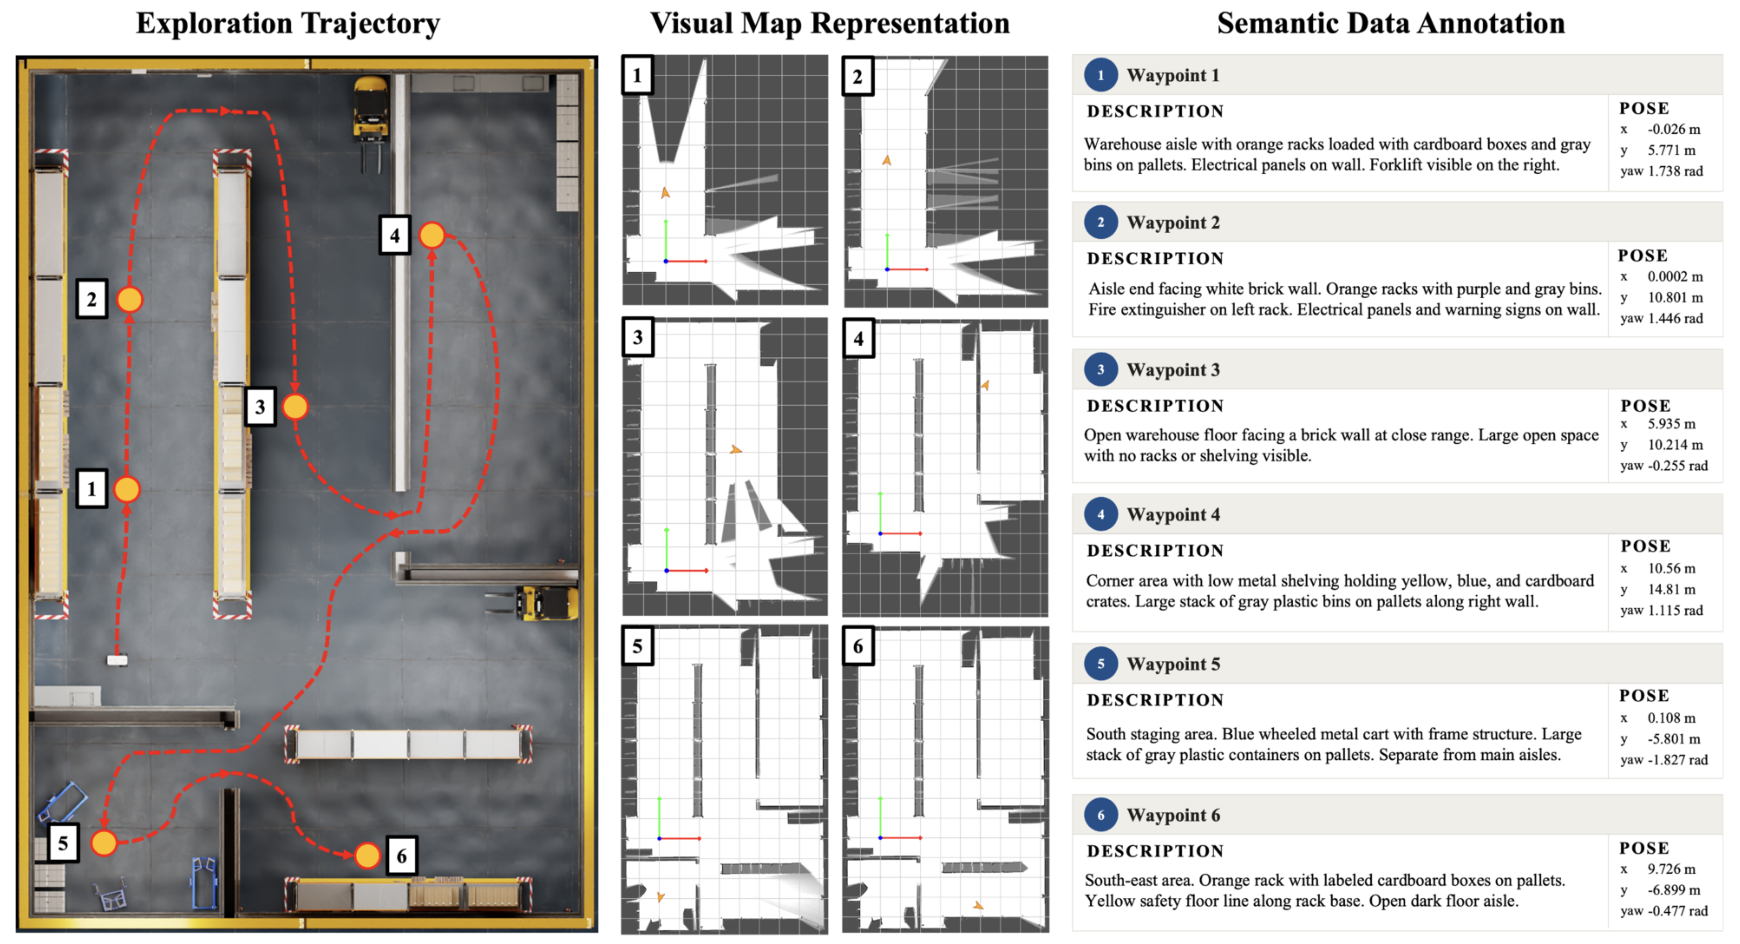 Exploration Trajectory
2
1
3
4
5
6
Visual Map Representation
1
2
3
4
5
6
Semantic Data Annotation
1 Waypoint 1
DESCRIPTION
Warehouse aisle with orange racks loaded with cardboard boxes and gray
bins on pallets. Electrical panels on wall. Forklift visible on the right.
POSE
x -0.026 m
y 5.771 m
yaw 1.738 rad
2 Waypoint 2
DESCRIPTION
Aisle end facing white brick wall. Orange racks with purple and gray bins.
Fire extinguisher on left rack. Electrical panels and warning signs on wall.
POSE
x 0.0002 m
y 10.801 m
yaw 1.446 rad
3 Waypoint 3
DESCRIPTION
Open warehouse floor facing a brick wall at close range. Large open space
with no racks or shelving visible.
POSE
x 5.935 m
y 10.214 m
yaw -0.255 rad
4 Waypoint 4
DESCRIPTION
Corner area with low metal shelving holding yellow, blue, and cardboard
crates. Large stack of gray plastic bins on pallets along right wall.
POSE
x 10.56 m
y 14.81 m
yaw 1.115 rad
5 Waypoint 5
DESCRIPTION
South staging area. Blue wheeled metal cart with frame structure. Large
stack of gray plastic containers on pallets. Separate from main aisles.
POSE
x 0.108 m
y -5.801 m
yaw -1.827 rad
6 Waypoint 6
DESCRIPTION
South-east area. Orange rack with labeled cardboard boxes on pallets.
Yellow safety floor line along rack base. Open dark floor aisle.
POSE
x 9.726 m
y -6.899 m
yaw -0.477 rad